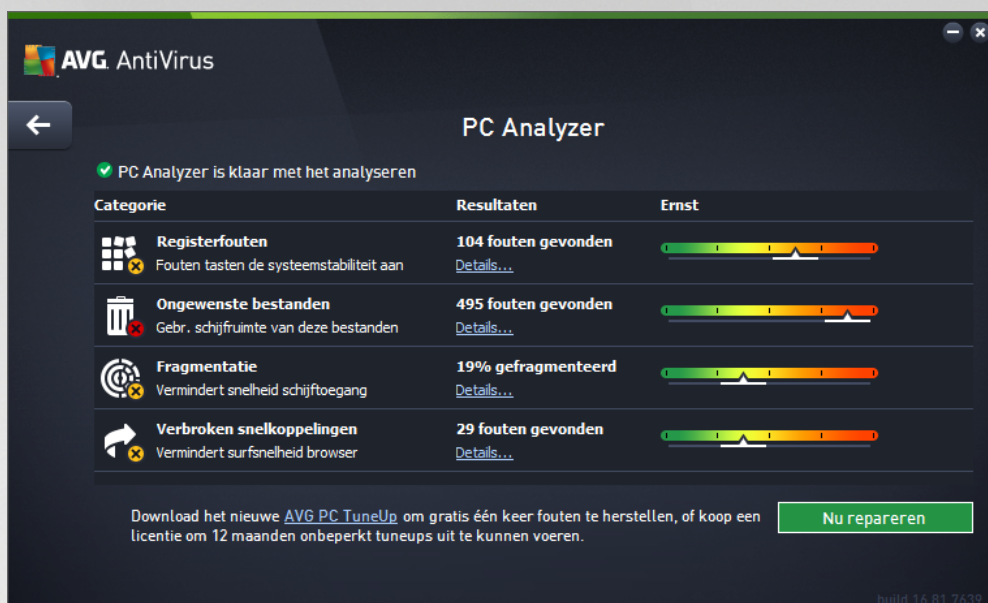 AVG. AntiVirus
PC Analyzer
PC Analyzer is klaar met het analyseren
Categorie Resultaten Ernst
Registerfouten 104 fouten gevonden
Fouten tasten de systeemstabiliteit aan Details...
Ongewenste bestanden 495 fouten gevonden
Gebr. schijfruimte van deze bestanden Details...
Fragmentatie 19% gefragmenteerd
Vermindert snelheid schijftoegang Details...
Verbroken snelkoppelingen 29 fouten gevonden
Vermindert surfsnelheid browser Details...
Download het nieuwe AVG PC TuneUp om gratis één keer fouten te herstellen, of koop een
licentie om 12 maanden onbeperkt tuneups uit te kunnen voeren.
Nu repareren
build 16.81.7639